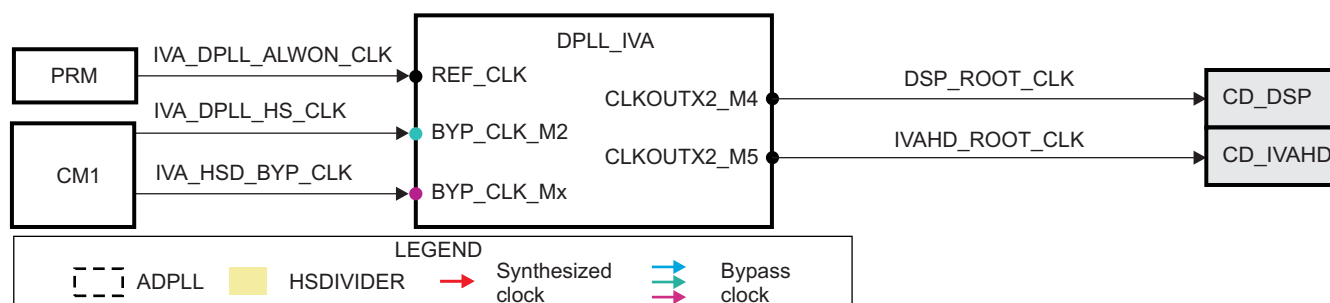 DPLL_IVA
PRM
IVA_DPLL_ALWON_CLK
REF_CLK
CLKOUTX2_M4
DSP_ROOT_CLK
CD_DSP
CM1
IVA_DPLL_HS_CLK
BYP_CLK_M2
CLKOUTX2_M5
IVAHD_ROOT_CLK
CD_IVAHD
IVA_HSD_BYP_CLK
BYP_CLK_Mx
LEGEND
ADPLL
HSDIVIDER
Synthesized
clock
Bypass
clock